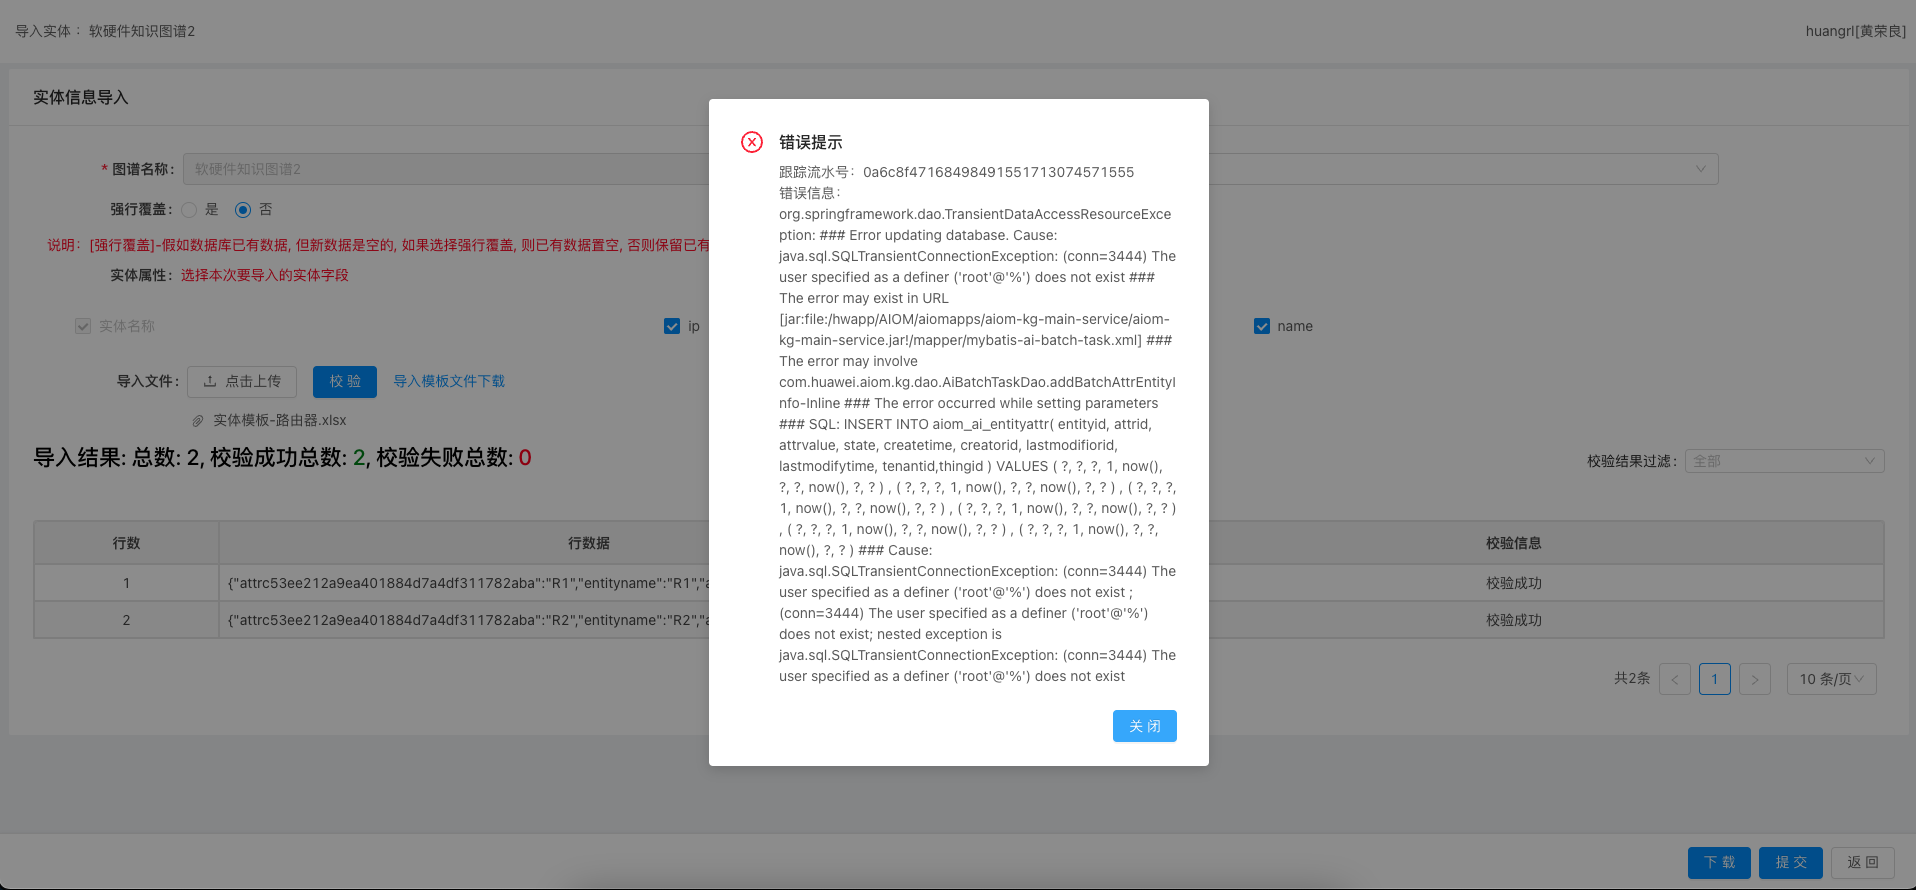 导入实体： 软硬件知识图谱2
huangrl[黄荣良]
实体信息导入
* 图谱名称:
软硬件知识图谱2
强行覆盖:
是
否
说明: [强行覆盖]-假如数据库已有数据, 但新数据是空的, 如果选择强行覆盖, 则已有数据置空, 否则保留已有
实体属性: 选择本次要导入的实体字段
实体名称
ip
name
导入文件:
点击上传
校 验
导入模板文件下载
实体模板-路由器.xlsx
导入结果: 总数: 2, 校验成功总数: 2, 校验失败总数: 0
校验结果过滤:
全部
行数
行数据
校验信息
1
{"attrc53ee212a9ea401884d7a4df311782aba":"R1","entityname":"R1","a
校验成功
2
{"attrc53ee212a9ea401884d7a4df311782aba":"R2","entityname":"R2","a
校验成功
共2条
1
10 条/页
下 载
提 交
返 回
错误提示
跟踪流水号: 0a6c8f4716849849155171307457​1555
错误信息:
org.springframework.dao.TransientDataAccessResourceExce
ption: ### Error updating database. Cause:
java.sql.SQLTransientConnectionException: (conn=3444) The
user specified as a definer ('root'@'%') does not exist ###
The error may exist in URL
[jar:file:/hwapp/AIOM/aiomapps/aiom-kg-main-service/aiom-
kg-main-service.jar!/mapper/mybatis-ai-batch-task.xml] ###
The error may involve
com.huawei.aiom.kg.dao.AiBatchTaskDao.addBatchAttrEntityI
nfo-Inline ### The error occurred while setting parameters
### SQL: INSERT INTO aiom_ai_entityattr( entityid, attrid,
attrvalue, state, createtime, creatorid, lastmodifiorid,
lastmodifytime, tenantid,thingid ) VALUES ( ?, ?, ?, 1, now(),
?, ?, now(), ?, ? ) , ( ?, ?, ?, 1, now(), ?, ?, now(), ?, ? ) , ( ?, ?, ?,
1, now(), ?, ?, now(), ?, ? ) , ( ?, ?, ?, 1, now(), ?, ?, now(), ?, ? )
, ( ?, ?, ?, 1, now(), ?, ?, now(), ?, ? ) , ( ?, ?, ?, 1, now(), ?, ?,
now(), ?, ? ) ### Cause:
java.sql.SQLTransientConnectionException: (conn=3444) The
user specified as a definer ('root'@'%') does not exist ;
(conn=3444) The user specified as a definer ('root'@'%')
does not exist; nested exception is
java.sql.SQLTransientConnectionException: (conn=3444) The
user specified as a definer ('root'@'%') does not exist
关 闭